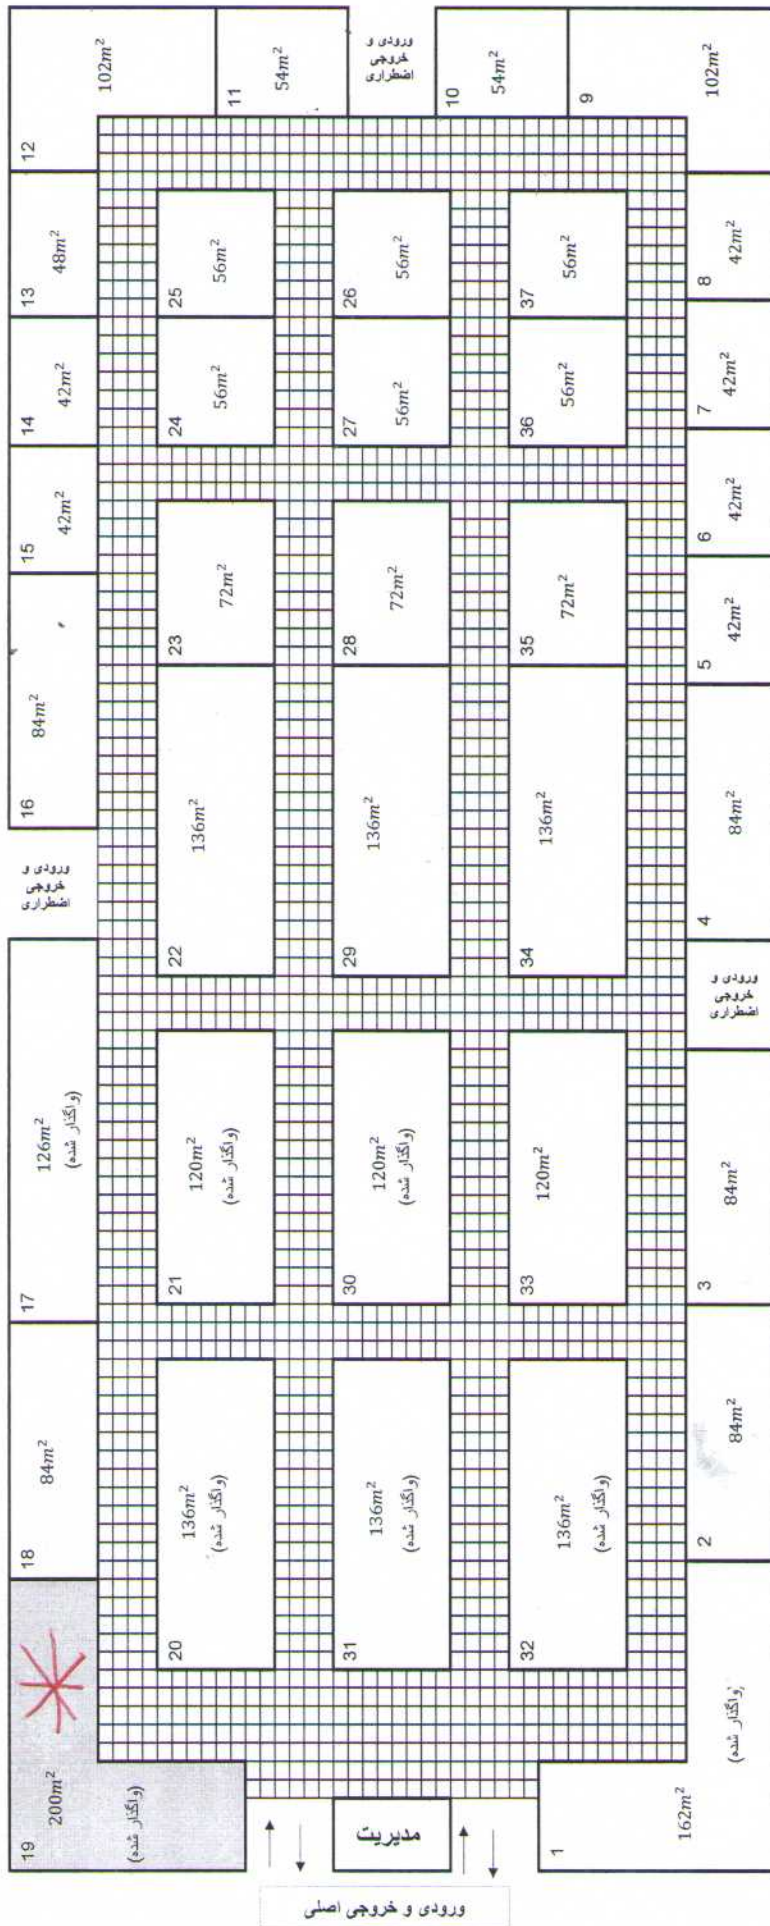 102m²
12
11
54m²
ورودی و
خروجی
اضطراری
10
54m²
9
102m²
13
48m²
25
56m²
26
56m²
37
56m²
8
42m²
14
42m²
24
56m²
27
56m²
36
56m²
7
42m²
15
42m²
6
42m²
23
72m²
28
72m²
35
72m²
5
42m²
16
84m²
22
136m²
29
136m²
34
136m²
4
84m²
ورودی و
خروجی
اضطراری
ورودی و
خروجی
اضطراری
17
126m²
(واگذار شده)
21
120m²
(واگذار شده)
30
120m²
(واگذار شده)
33
120m²
3
84m²
18
84m²
20
136m²
(واگذار شده)
31
136m²
(واگذار شده)
32
136m²
(واگذار شده)
2
84m²
19
200m²
(واگذار شده)
مدیریت
1
162m²
(واگذار شده)
ورودی و خروجی اصلی